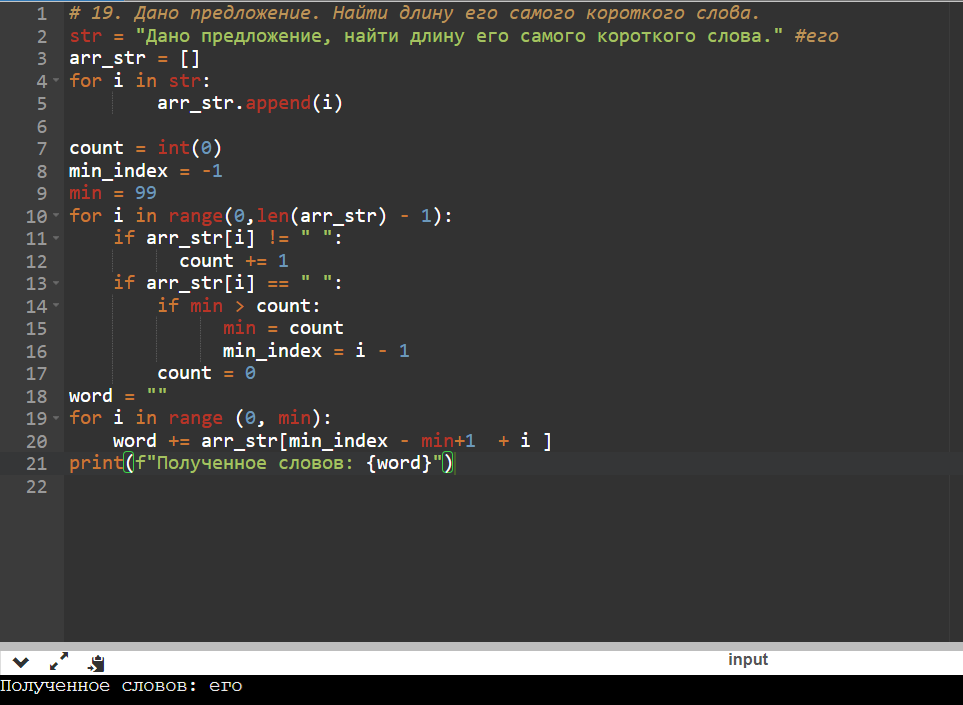 1 # 19. Дано предложение. Найти длину его самого короткого слова.
2 str = "Дано предложение, найти длину его самого короткого слова." #его
3 arr_str = []
4 for i in str:
5         arr_str.append(i)
6
7 count = int(0)
8 min_index = -1
9 min = 99
10 for i in range(0,len(arr_str) - 1):
11     if arr_str[i] != " ":
12           count += 1
13     if arr_str[i] == " ":
14         if min > count:
15               min = count
16               min_index = i - 1
17         count = 0
18 word = ""
19 for i in range (0, min):
20     word += arr_str[min_index - min+1  + i ]
21 print(f"Полученное словов: {word}")
22
input
Полученное словов: его